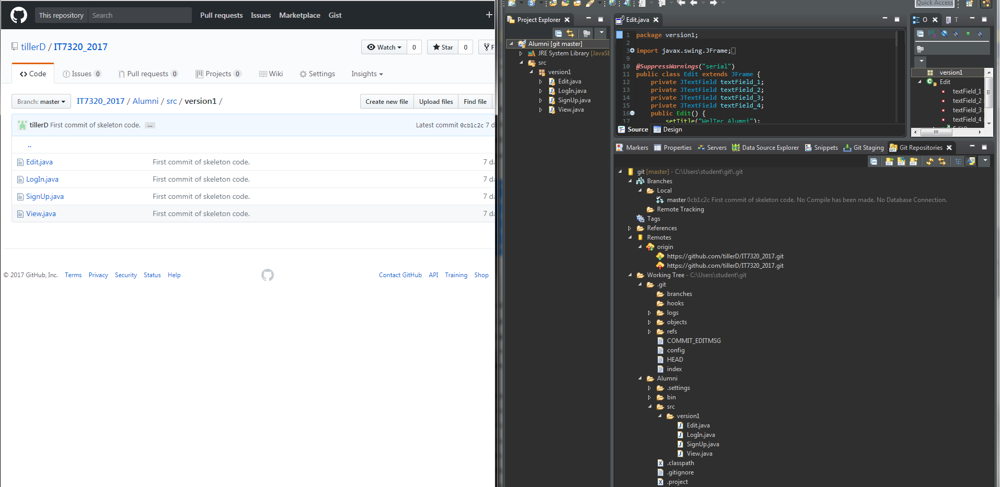 This repository Search Pull requests Issues Marketplace Gist
tillerD / IT7320_2017
Watch 0 Star 0 F
Code Issues 0 Pull requests 0 Projects 0 Wiki Settings Insights
Branch: master IT7320_2017 / Alumni / src / version1 / Create new file Upload files Find file
tillerD First commit of skeleton code. ... Latest commit 0cb1c2c 7 d
..
Edit.java First commit of skeleton code. 7 da
LogIn.java First commit of skeleton code. 7 da
SignUp.java First commit of skeleton code. 7 da
View.java First commit of skeleton code. 7 da
© 2017 GitHub, Inc. Terms Privacy Security Status Help Contact GitHub API Training Shop
Quick Access
Project Explorer
Alumni [git master]
JRE System Library [JavaSE
src
version1
Edit.java
LogIn.java
SignUp.java
View.java
Edit.java
1 package version1;
2
3 import javax.swing.JFrame;
9
10 @SuppressWarnings("serial")
11 public class Edit extends JFrame {
12 private JTextField textField_1;
13 private JTextField textField_2;
14 private JTextField textField_3;
15 private JTextField textField_4;
16 public Edit() {
17 setTitle("WelTec Alumni");
Source Design
O T
version1
Edit
textField_1 :
textField_2 :
textField_3 :
textField_4 :
Markers Properties Servers Data Source Explorer Snippets Git Staging Git Repositories
git [master] - C:\Users\student\git\.git
Branches
Local
master 0cb1c2c First commit of skeleton code. No Compile has been made. No Database Connection.
Remote Tracking
Tags
References
Remotes
origin
https://github.com/tillerD/IT7320_2017.git
https://github.com/tillerD/IT7320_2017.git
Working Tree - C:\Users\student\git
.git
branches
hooks
logs
objects
refs
COMMIT_EDITMSG
config
HEAD
index
Alumni
.settings
bin
src
version1
Edit.java
LogIn.java
SignUp.java
View.java
.classpath
.gitignore
.project